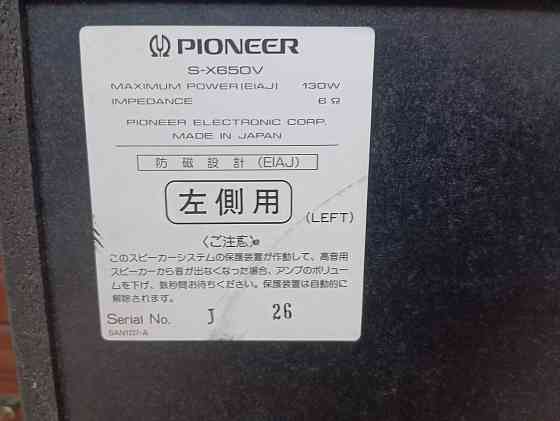 PIONEER
S-X650V
MAXIMUM POWER(EIAJ) 130W
IMPEDANCE 6Ω
PIONEER ELECTRONIC CORP.
MADE IN JAPAN
防磁設計(EIAJ)
左側用
(LEFT)
〈ご注意〉
このスピーカーシステムの保護装置が作動して、高音用
スピーカーから音が出なくなった場合、アンプのボリュー
ムを下げ、数秒間お待ちください。保護装置は自動的に
解除されます。
Serial No. J 26
SAN1137-A